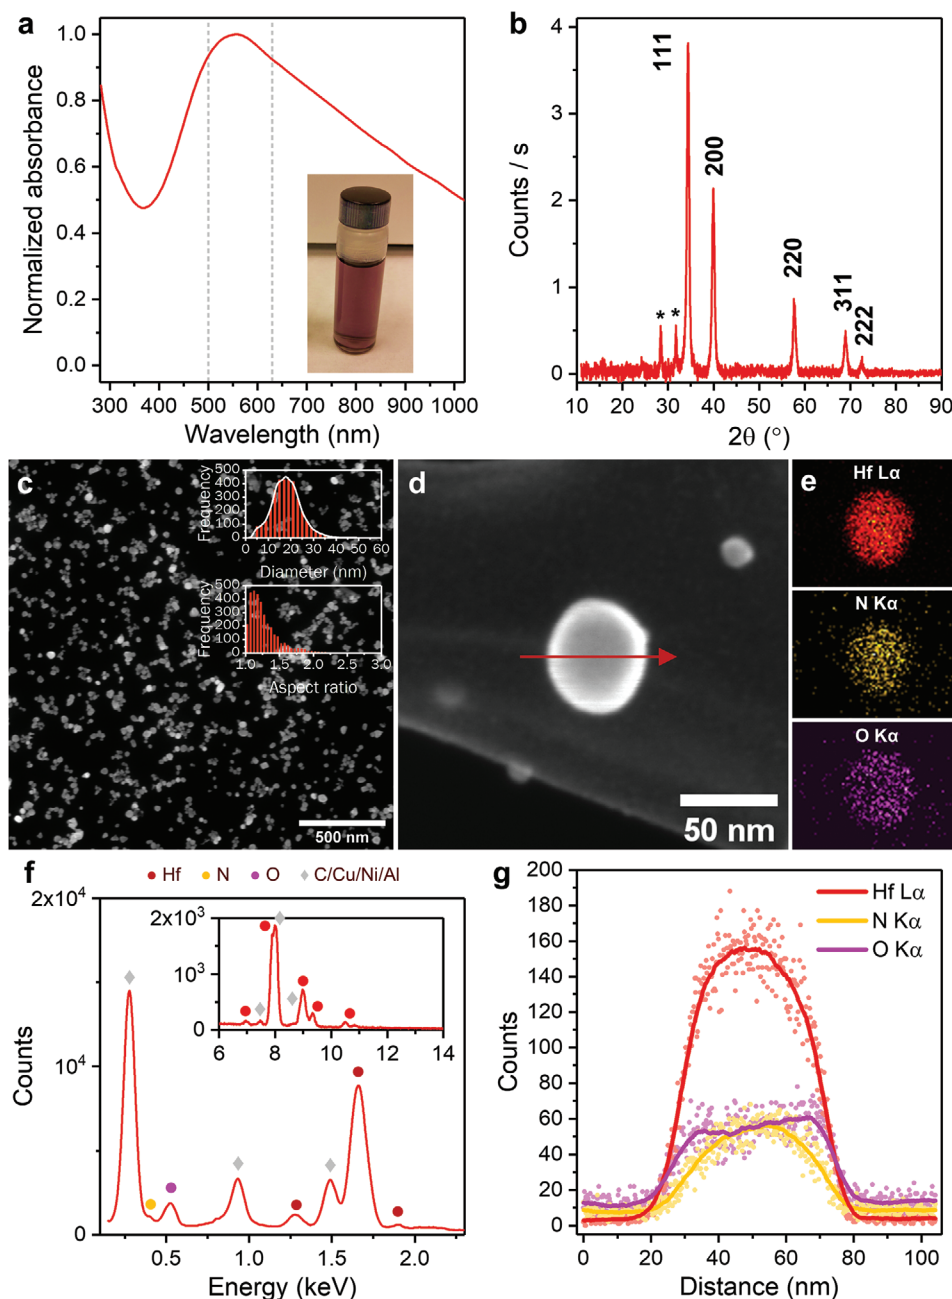 a
1.0
0.8
0.6
0.4
0.2
0.0
Normalized absorbance
300 400 500 600 700 800 900 1000
Wavelength (nm)
b
4
3
2
1
0
Counts / s
111
200
220
311
222
* *
10 20 30 40 50 60 70 80 90
2θ (°)
c
500
400
300
200
100
0
Frequency
0 10 20 30 40 50 60
Diameter (nm)
500
400
300
200
100
0
Frequency
1.0 1.5 2.0 2.5 3.0
Aspect ratio
500 nm
d
50 nm
e
Hf Lα
N Kα
O Kα
f
Hf N O C/Cu/Ni/Al
2x10⁴
10⁴
0
Counts
2x10³
10³
0
6 8 10 12 14
0.5 1.0 1.5 2.0
Energy (keV)
g
200
180
160
140
120
100
80
60
40
20
0
Counts
Hf Lα
N Kα
O Kα
0 20 40 60 80 100
Distance (nm)